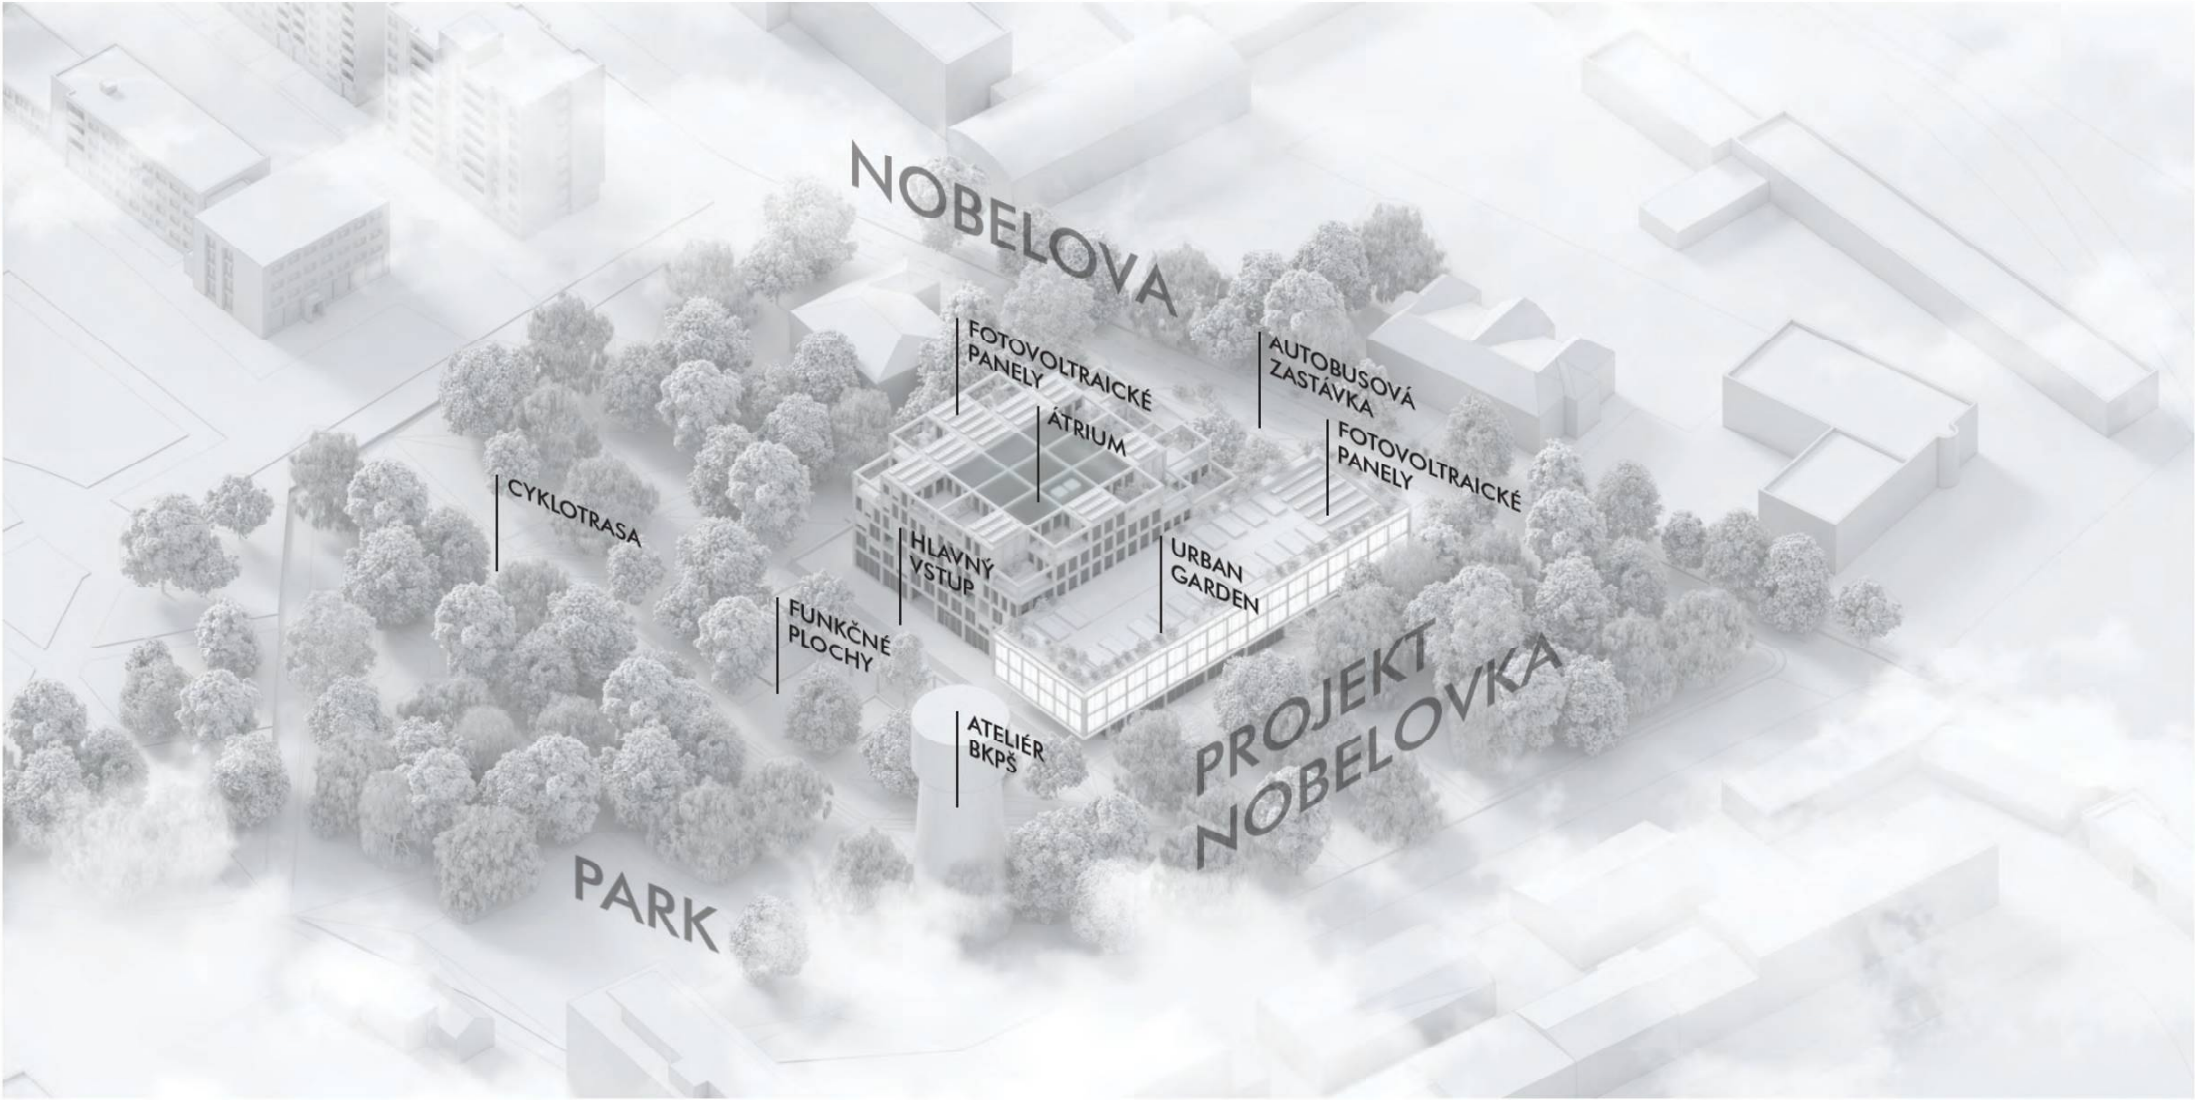 NOBELOVA
FOTOVOLTRAICKÉ
PANELY
AUTOBUSOVÁ
ZASTÁVKA
ÁTRIUM
FOTOVOLTRAICKÉ
PANELY
CYKLOTRASA
HLAVNÝ
VSTUP
URBAN
GARDEN
FUNKČNÉ
PLOCHY
PROJEKT
NOBELOVKA
ATELIÉR
BKPŠ
PARK